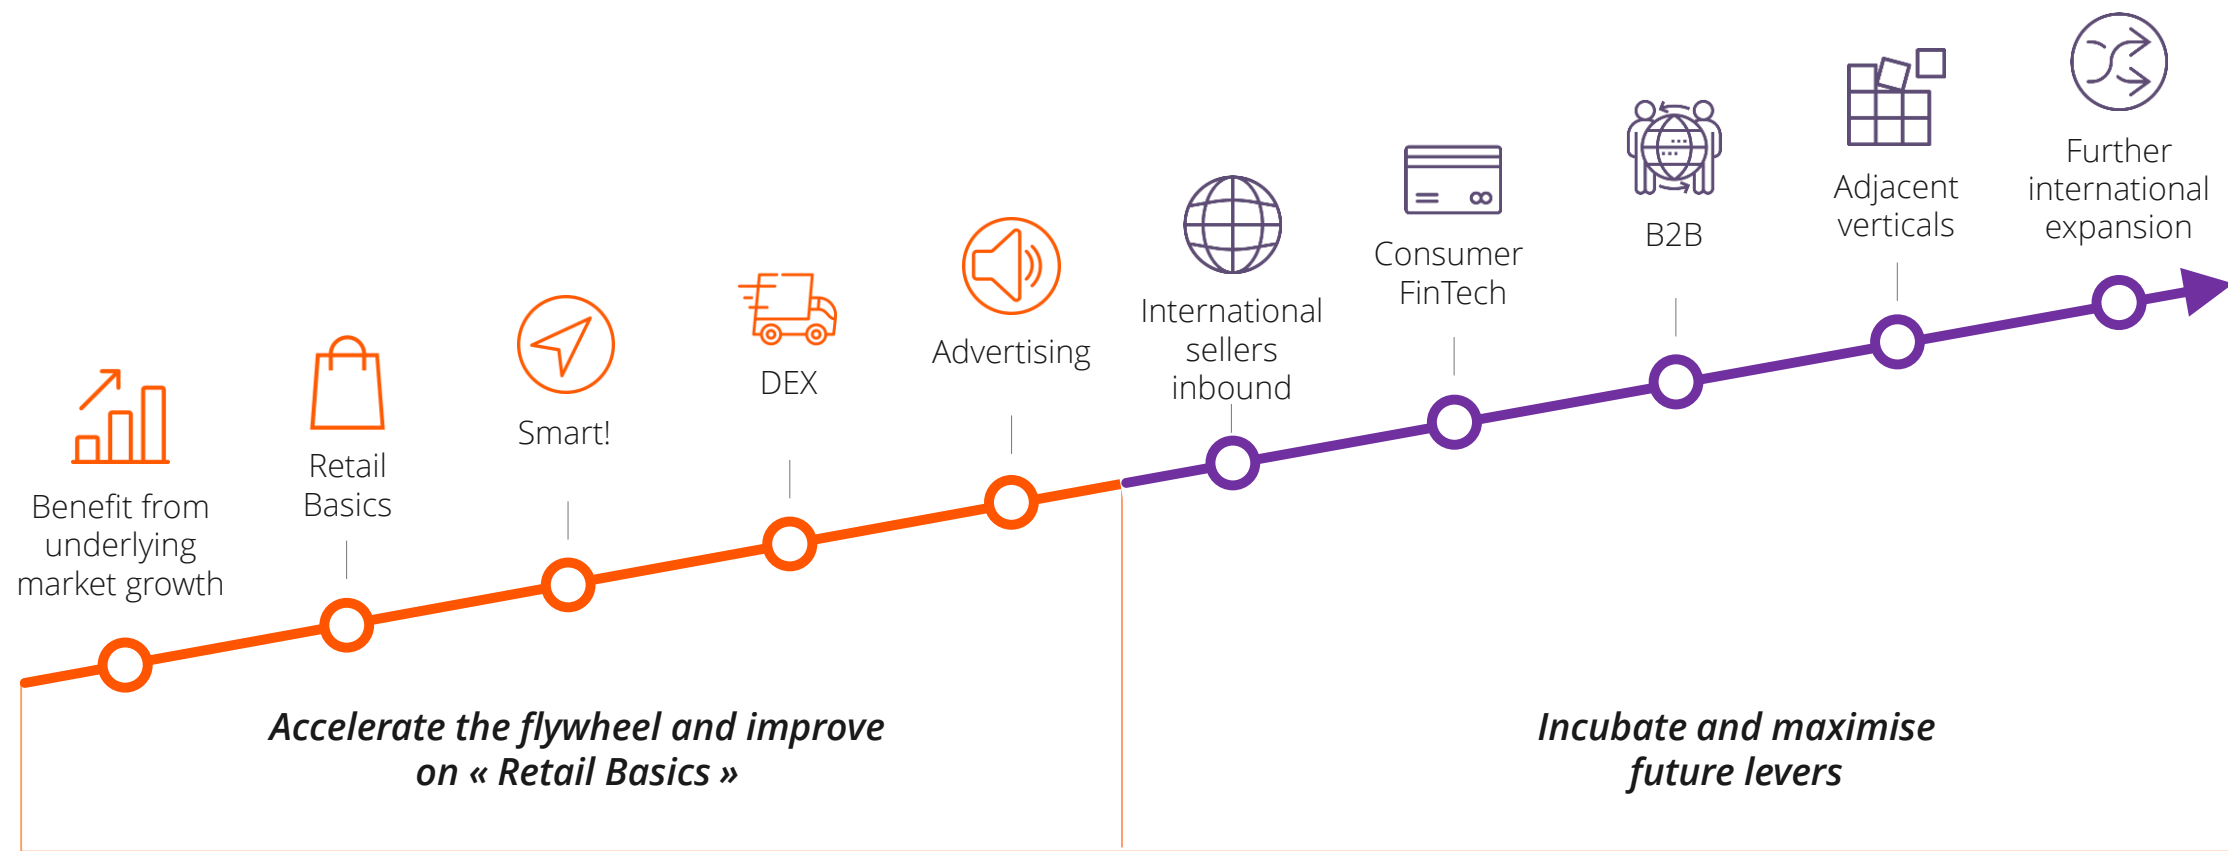 Benefit from
underlying
market growth
Retail
Basics
Smart!
DEX
Advertising
International
sellers
inbound
Consumer
FinTech
B2B
Adjacent
verticals
Further
international
expansion
Accelerate the flywheel and improve
on « Retail Basics »
Incubate and maximise
future levers